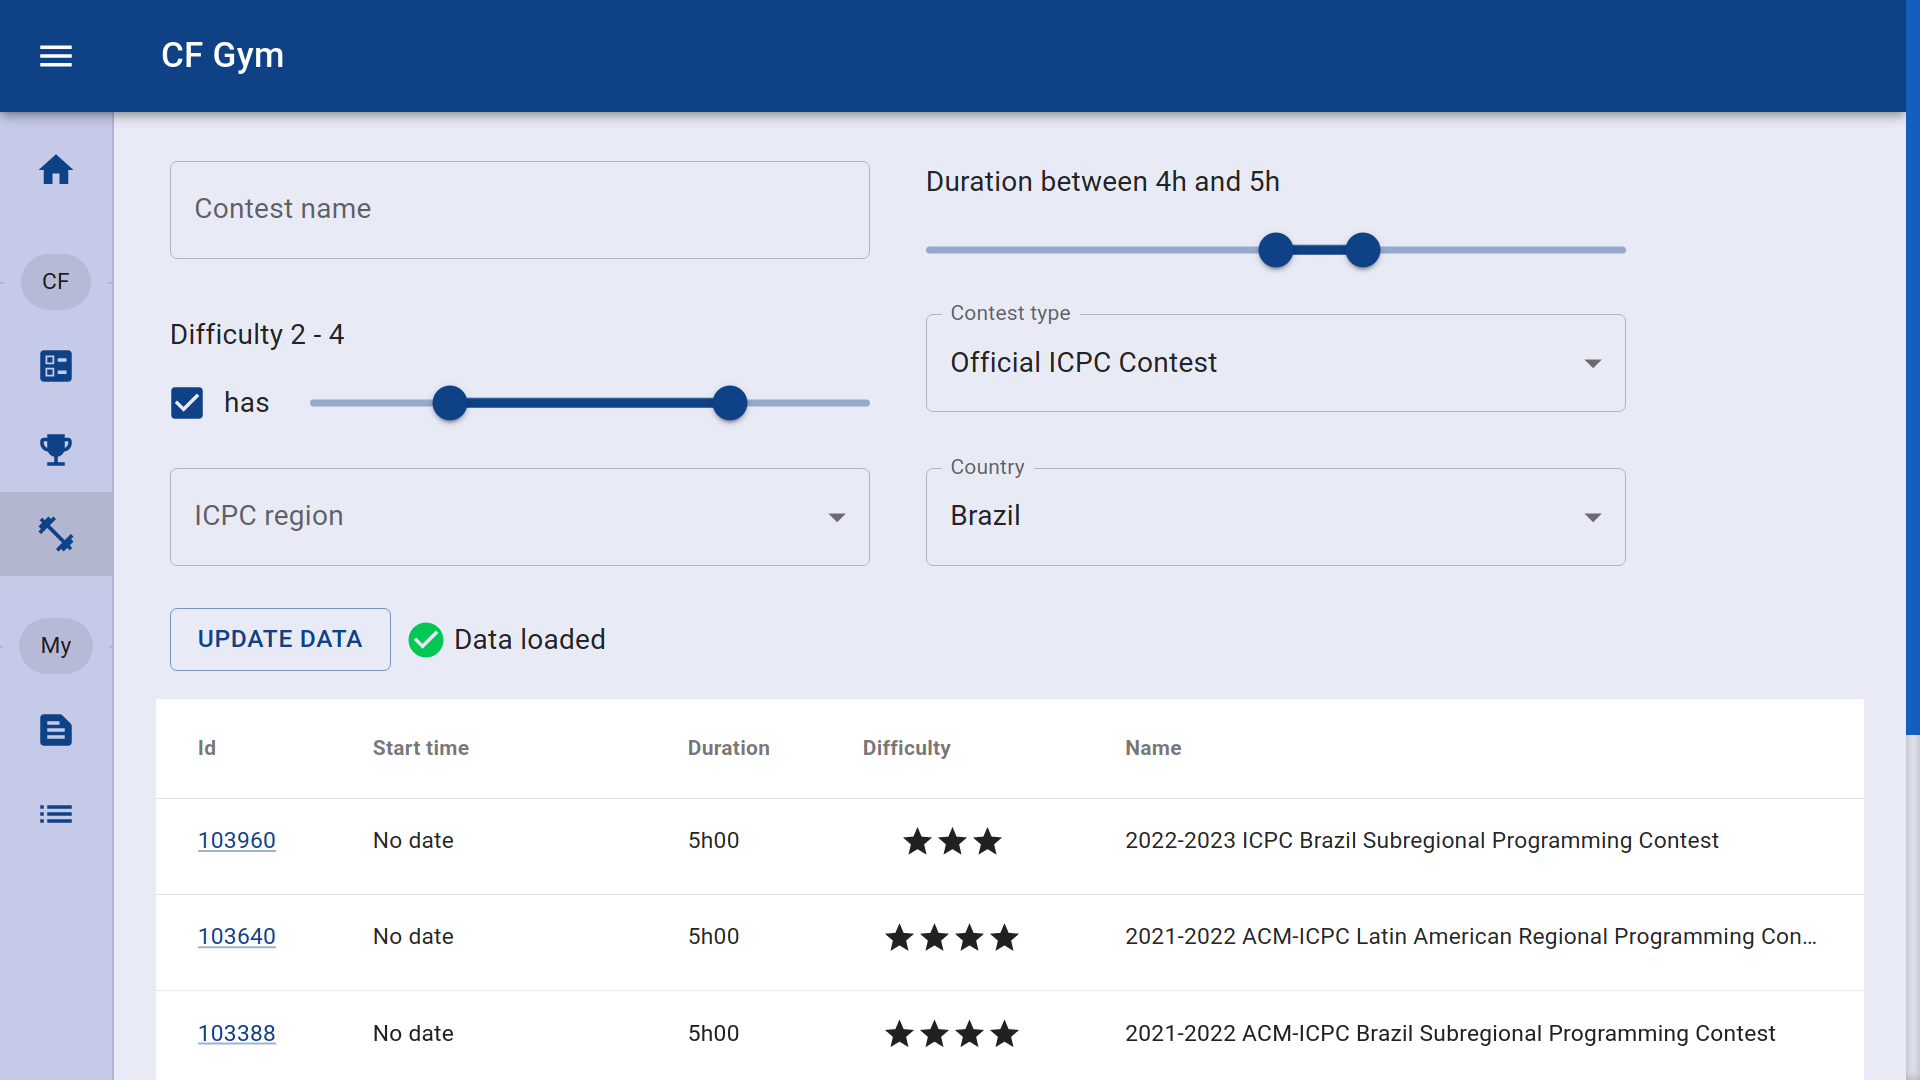 CF Gym
CF
My
Contest name
Duration between 4h and 5h
Difficulty 2 - 4
has
Contest type
Official ICPC Contest
ICPC region
Country
Brazil
UPDATE DATA
Data loaded
Id Start time Duration Difficulty Name
103960 No date 5h00 2022-2023 ICPC Brazil Subregional Programming Contest
103640 No date 5h00 2021-2022 ACM-ICPC Latin American Regional Programming Con...
103388 No date 5h00 2021-2022 ACM-ICPC Brazil Subregional Programming Contest